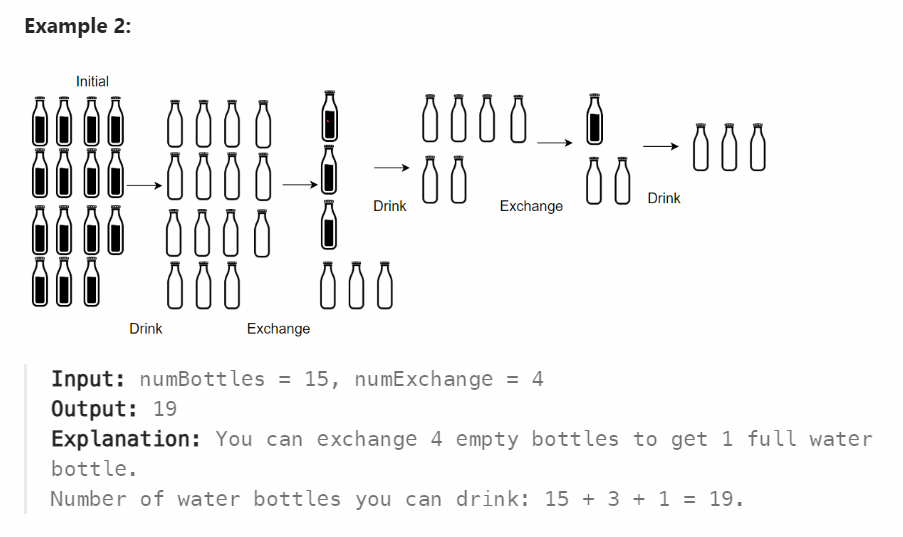 Example 2:
Initial
Drink
Exchange
Drink
Exchange
Drink
Input: numBottles = 15, numExchange = 4
Output: 19
Explanation: You can exchange 4 empty bottles to get 1 full water
bottle.
Number of water bottles you can drink: 15 + 3 + 1 = 19.